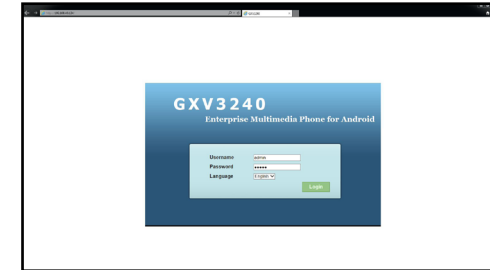 GXV3240
Enterprise Multimedia Phone for Android
Username admin
Password •••••
Language English
Login